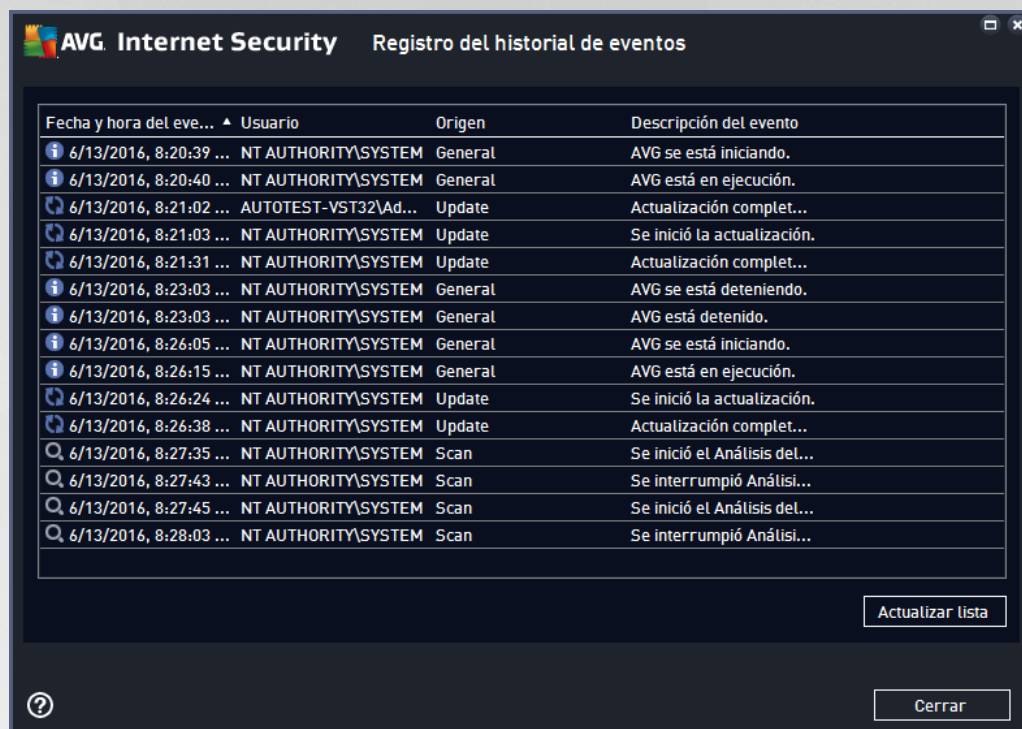 AVG Internet Security Registro del historial de eventos
Fecha y hora del eve... Usuario Origen Descripción del evento
6/13/2016, 8:20:39 ... NT AUTHORITY\SYSTEM General AVG se está iniciando.
6/13/2016, 8:20:40 ... NT AUTHORITY\SYSTEM General AVG está en ejecución.
6/13/2016, 8:21:02 ... AUTOTEST-VST32\Ad... Update Actualización complet...
6/13/2016, 8:21:03 ... NT AUTHORITY\SYSTEM Update Se inició la actualización.
6/13/2016, 8:21:31 ... NT AUTHORITY\SYSTEM Update Actualización complet...
6/13/2016, 8:23:03 ... NT AUTHORITY\SYSTEM General AVG se está deteniendo.
6/13/2016, 8:23:03 ... NT AUTHORITY\SYSTEM General AVG está detenido.
6/13/2016, 8:26:05 ... NT AUTHORITY\SYSTEM General AVG se está iniciando.
6/13/2016, 8:26:15 ... NT AUTHORITY\SYSTEM General AVG está en ejecución.
6/13/2016, 8:26:24 ... NT AUTHORITY\SYSTEM Update Se inició la actualización.
6/13/2016, 8:26:38 ... NT AUTHORITY\SYSTEM Update Actualización complet...
6/13/2016, 8:27:35 ... NT AUTHORITY\SYSTEM Scan Se inició el Análisis del...
6/13/2016, 8:27:43 ... NT AUTHORITY\SYSTEM Scan Se interrumpió Análisi...
6/13/2016, 8:27:45 ... NT AUTHORITY\SYSTEM Scan Se inició el Análisis del...
6/13/2016, 8:28:03 ... NT AUTHORITY\SYSTEM Scan Se interrumpió Análisi...
Actualizar lista
Cerrar